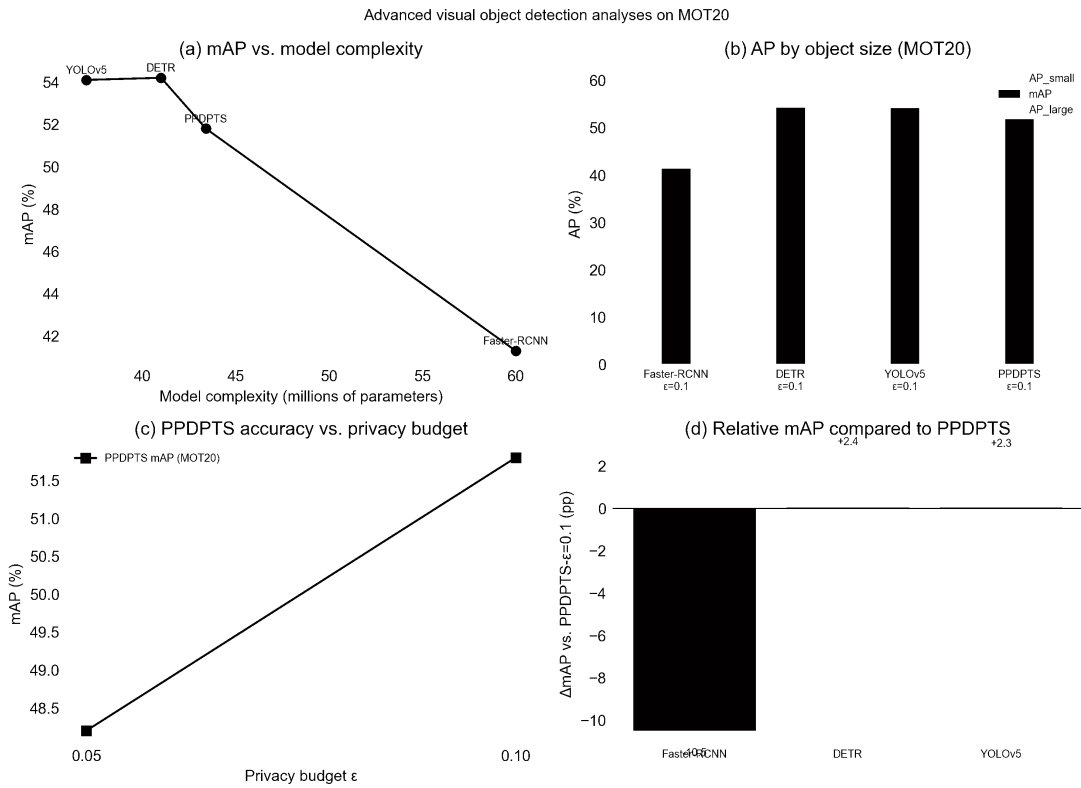 Advanced visual object detection analyses on MOT20
(a) mAP vs. model complexity
mAP (%)
54
52
50
48
46
44
42
YOLOv5
DETR
PPDPTS
Faster-RCNN
40
45
50
55
60
Model complexity (millions of parameters)
(b) AP by object size (MOT20)
AP (%)
60
50
40
30
20
10
0
AP_small
mAP
AP_large
Faster-RCNN
ε=0.1
DETR
ε=0.1
YOLOv5
ε=0.1
PPDPTS
ε=0.1
(c) PPDPTS accuracy vs. privacy budget
PPDPTS mAP (MOT20)
mAP (%)
51.5
51.0
50.5
50.0
49.5
49.0
48.5
0.05
0.10
Privacy budget ε
(d) Relative mAP compared to PPDPTS
+2.4
+2.3
ΔmAP vs. PPDPTS-ε=0.1 (pp)
2
0
−2
−4
−6
−8
−10
-10.5
Faster-RCNN
DETR
YOLOv5